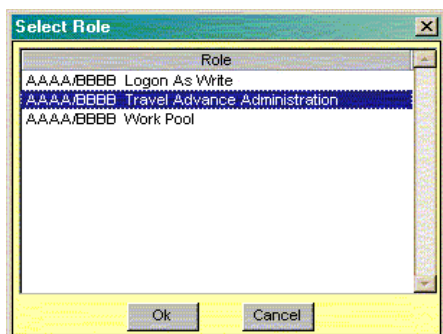 Select Role
Role
AAAA/BBBB Logon As Write
AAAA/BBBB Travel Advance Administration
AAAA/BBBB Work Pool
Ok Cancel